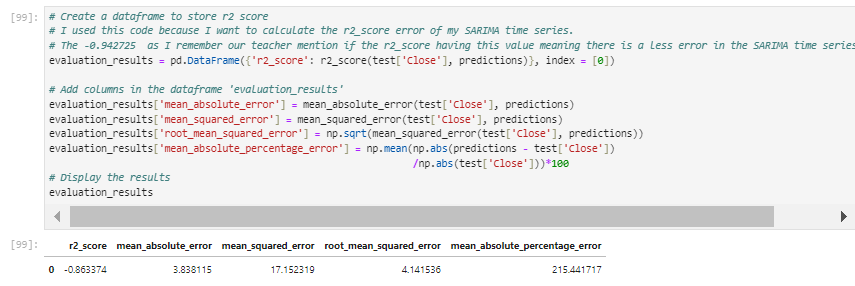 [99]: # Create a dataframe to store r2 score
# I used this code because I want to calculate the r2_score error of my SARIMA time series.
# The -0.942725 as I remember our teacher mention if the r2_score having this value meaning there is a less error in the SARIMA time series
evaluation_results = pd.DataFrame({'r2_score': r2_score(test['Close'], predictions)}, index = [0])
# Add columns in the dataframe 'evaluation_results'
evaluation_results['mean_absolute_error'] = mean_absolute_error(test['Close'], predictions)
evaluation_results['mean_squared_error'] = mean_squared_error(test['Close'], predictions)
evaluation_results['root_mean_squared_error'] = np.sqrt(mean_squared_error(test['Close'], predictions))
evaluation_results['mean_absolute_percentage_error'] = np.mean(np.abs(predictions - test['Close'])
/np.abs(test['Close']))*100
# Display the results
evaluation_results
[99]: r2_score mean_absolute_error mean_squared_error root_mean_squared_error mean_absolute_percentage_error
0 -0.863374 3.838115 17.152319 4.141536 215.441717